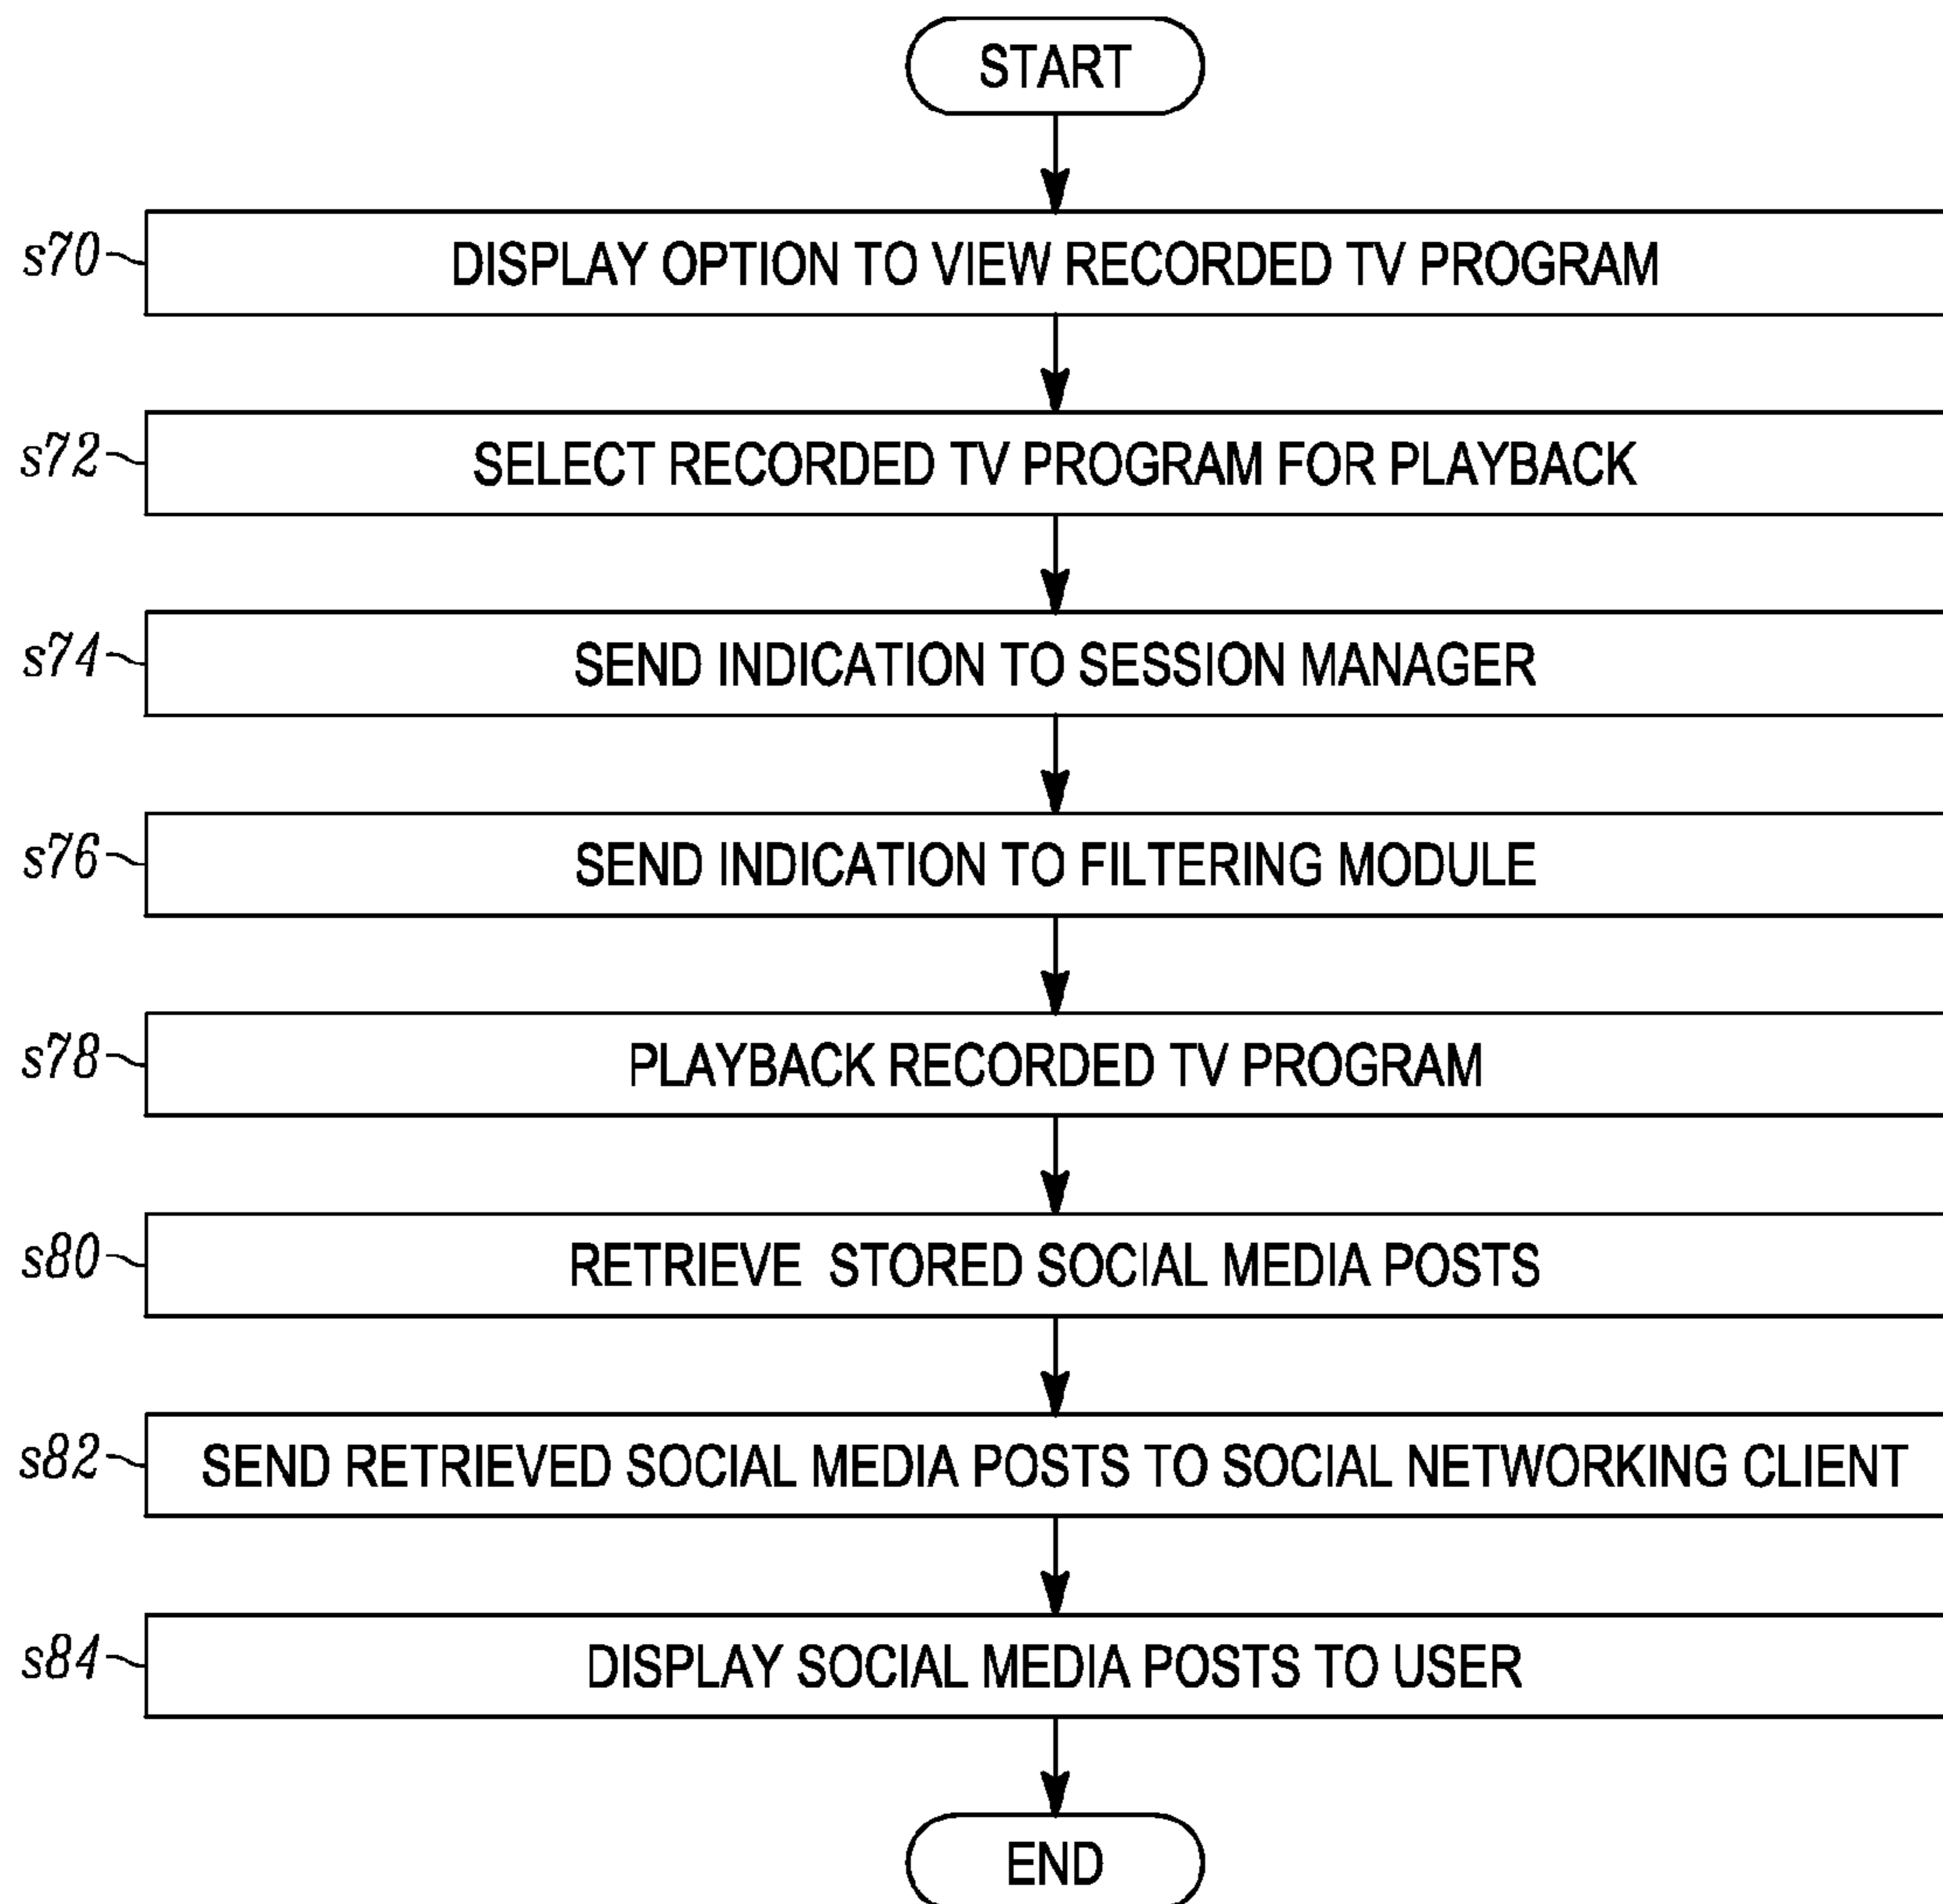 START
s70 DISPLAY OPTION TO VIEW RECORDED TV PROGRAM
s72 SELECT RECORDED TV PROGRAM FOR PLAYBACK
s74 SEND INDICATION TO SESSION MANAGER
s76 SEND INDICATION TO FILTERING MODULE
s78 PLAYBACK RECORDED TV PROGRAM
s80 RETRIEVE STORED SOCIAL MEDIA POSTS
s82 SEND RETRIEVED SOCIAL MEDIA POSTS TO SOCIAL NETWORKING CLIENT
s84 DISPLAY SOCIAL MEDIA POSTS TO USER
END